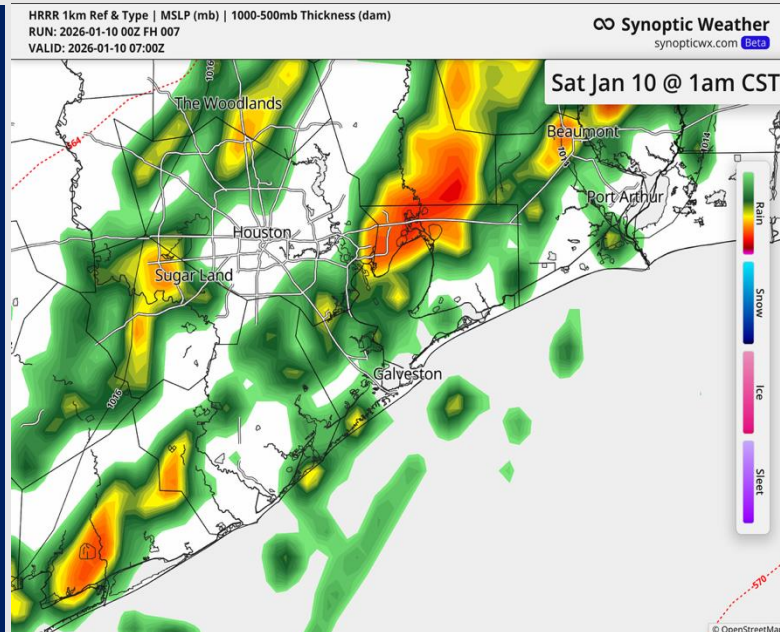 HRRR 1km Ref & Type | MSLP (mb) | 1000-500mb Thickness (dam)
RUN: 2026-01-10 00Z FH 007
VALID: 2026-01-10 07:00Z
Synoptic Weather
synopticwx.com Beta
Sat Jan 10 @ 1am CST
1016
The Woodlands
564
Beaumont
1014
Port Arthur
Houston
Sugar Land
Galveston
1016
Rain
Snow
Ice
Sleet
570
© OpenStreetMap